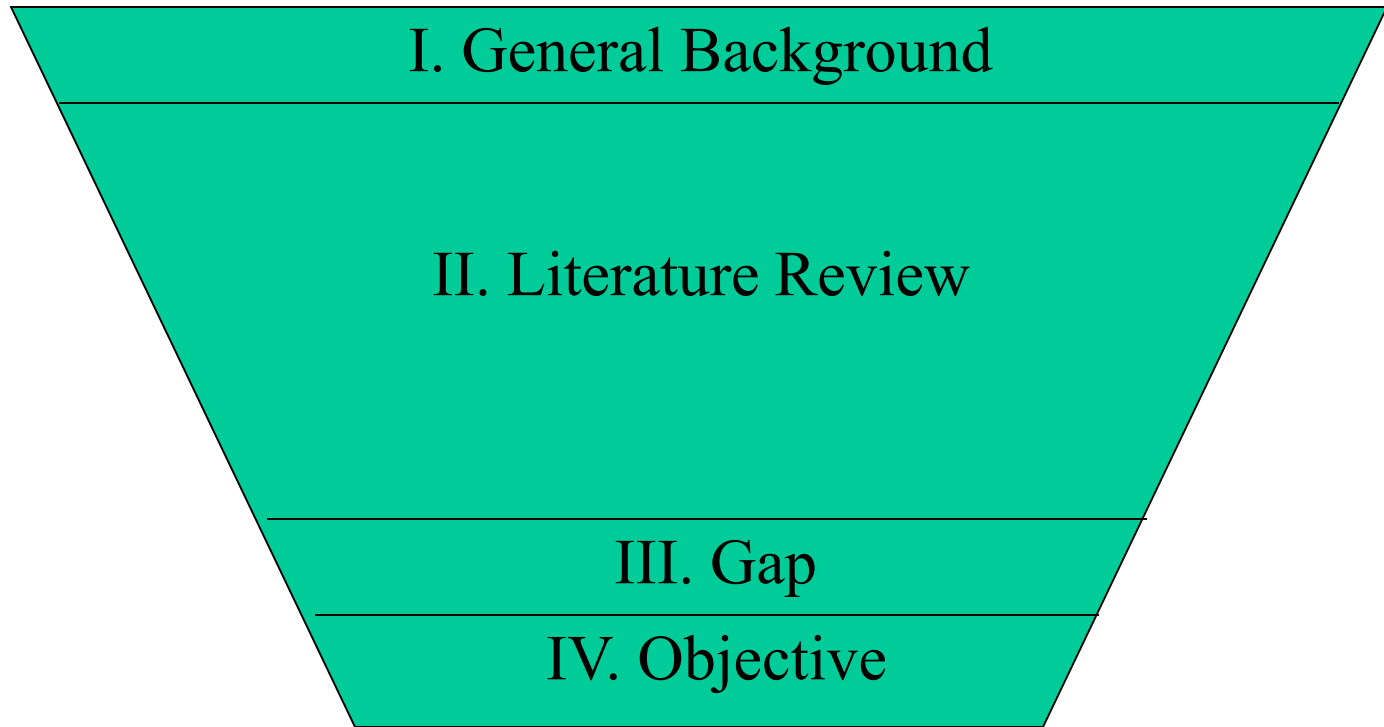 I. General Background
II. Literature Review
III. Gap
IV. Objective